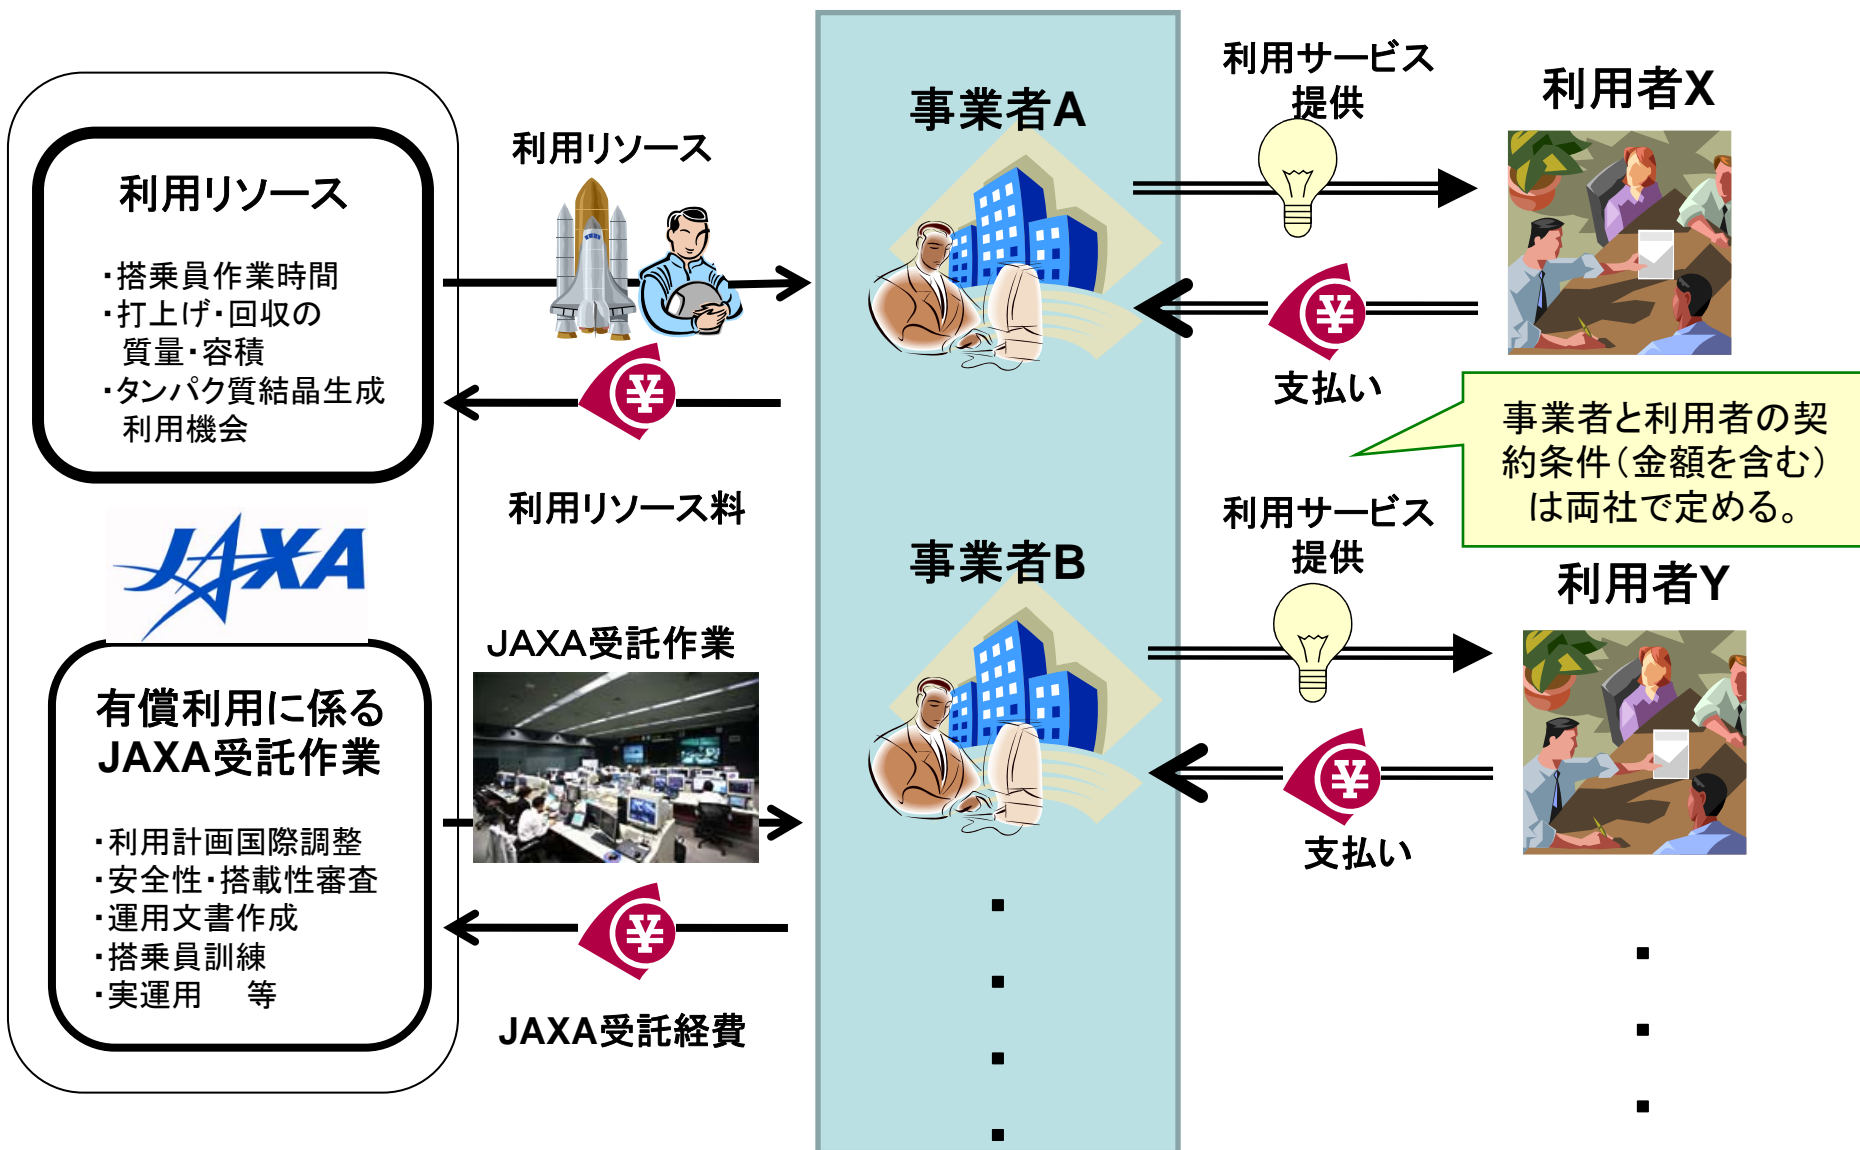 利用リソース
・搭乗員作業時間
・打上げ・回収の
質量・容積
・タンパク質結晶生成
利用機会
JAXA
有償利用に係る
JAXA受託作業
・利用計画国際調整
・安全性・搭載性審査
・運用文書作成
・搭乗員訓練
・実運用　等
利用リソース
¥
利用リソース料
JAXA受託作業
¥
JAXA受託経費
事業者A
事業者B
利用サービス
提供
¥
支払い
利用サービス
提供
¥
支払い
利用者X
事業者と利用者の契
約条件（金額を含む）
は両社で定める。
利用者Y